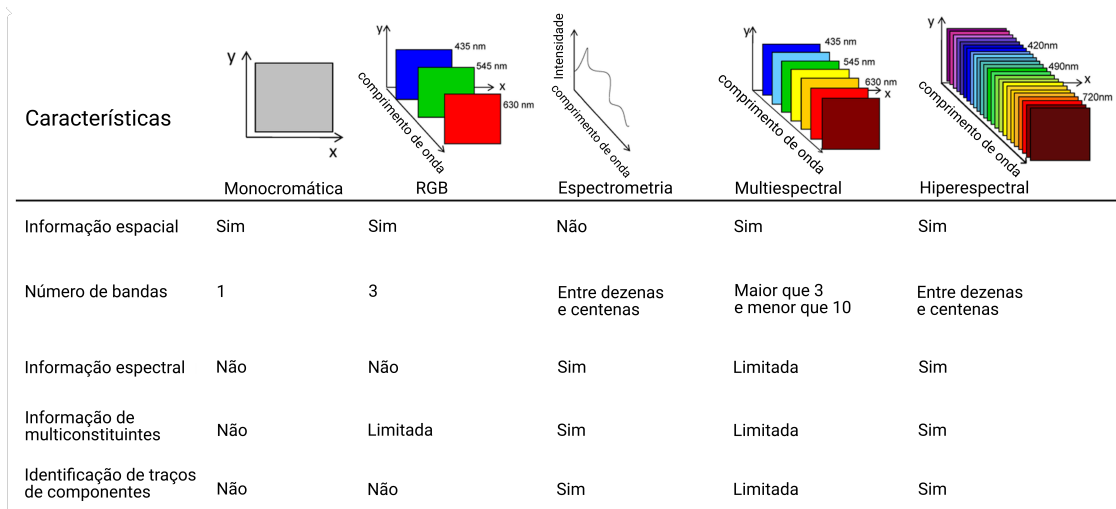 Características
y
x
Monocromática
y
435 nm
545 nm
x
630 nm
comprimento de onda
RGB
Intensidade
comprimento de onda
Espectrometria
y
435 nm
545 nm
630 nm
x
comprimento de onda
Multiespectral
y
420nm
490nm
x
720nm
comprimento de onda
Hiperespectral
Informação espacial Sim Sim Não Sim Sim
Número de bandas 1 3 Entre dezenas e centenas Maior que 3 e menor que 10 Entre dezenas e centenas
Informação espectral Não Não Sim Limitada Sim
Informação de multiconstituintes Não Limitada Sim Limitada Sim
Identificação de traços de componentes Não Não Sim Limitada Sim